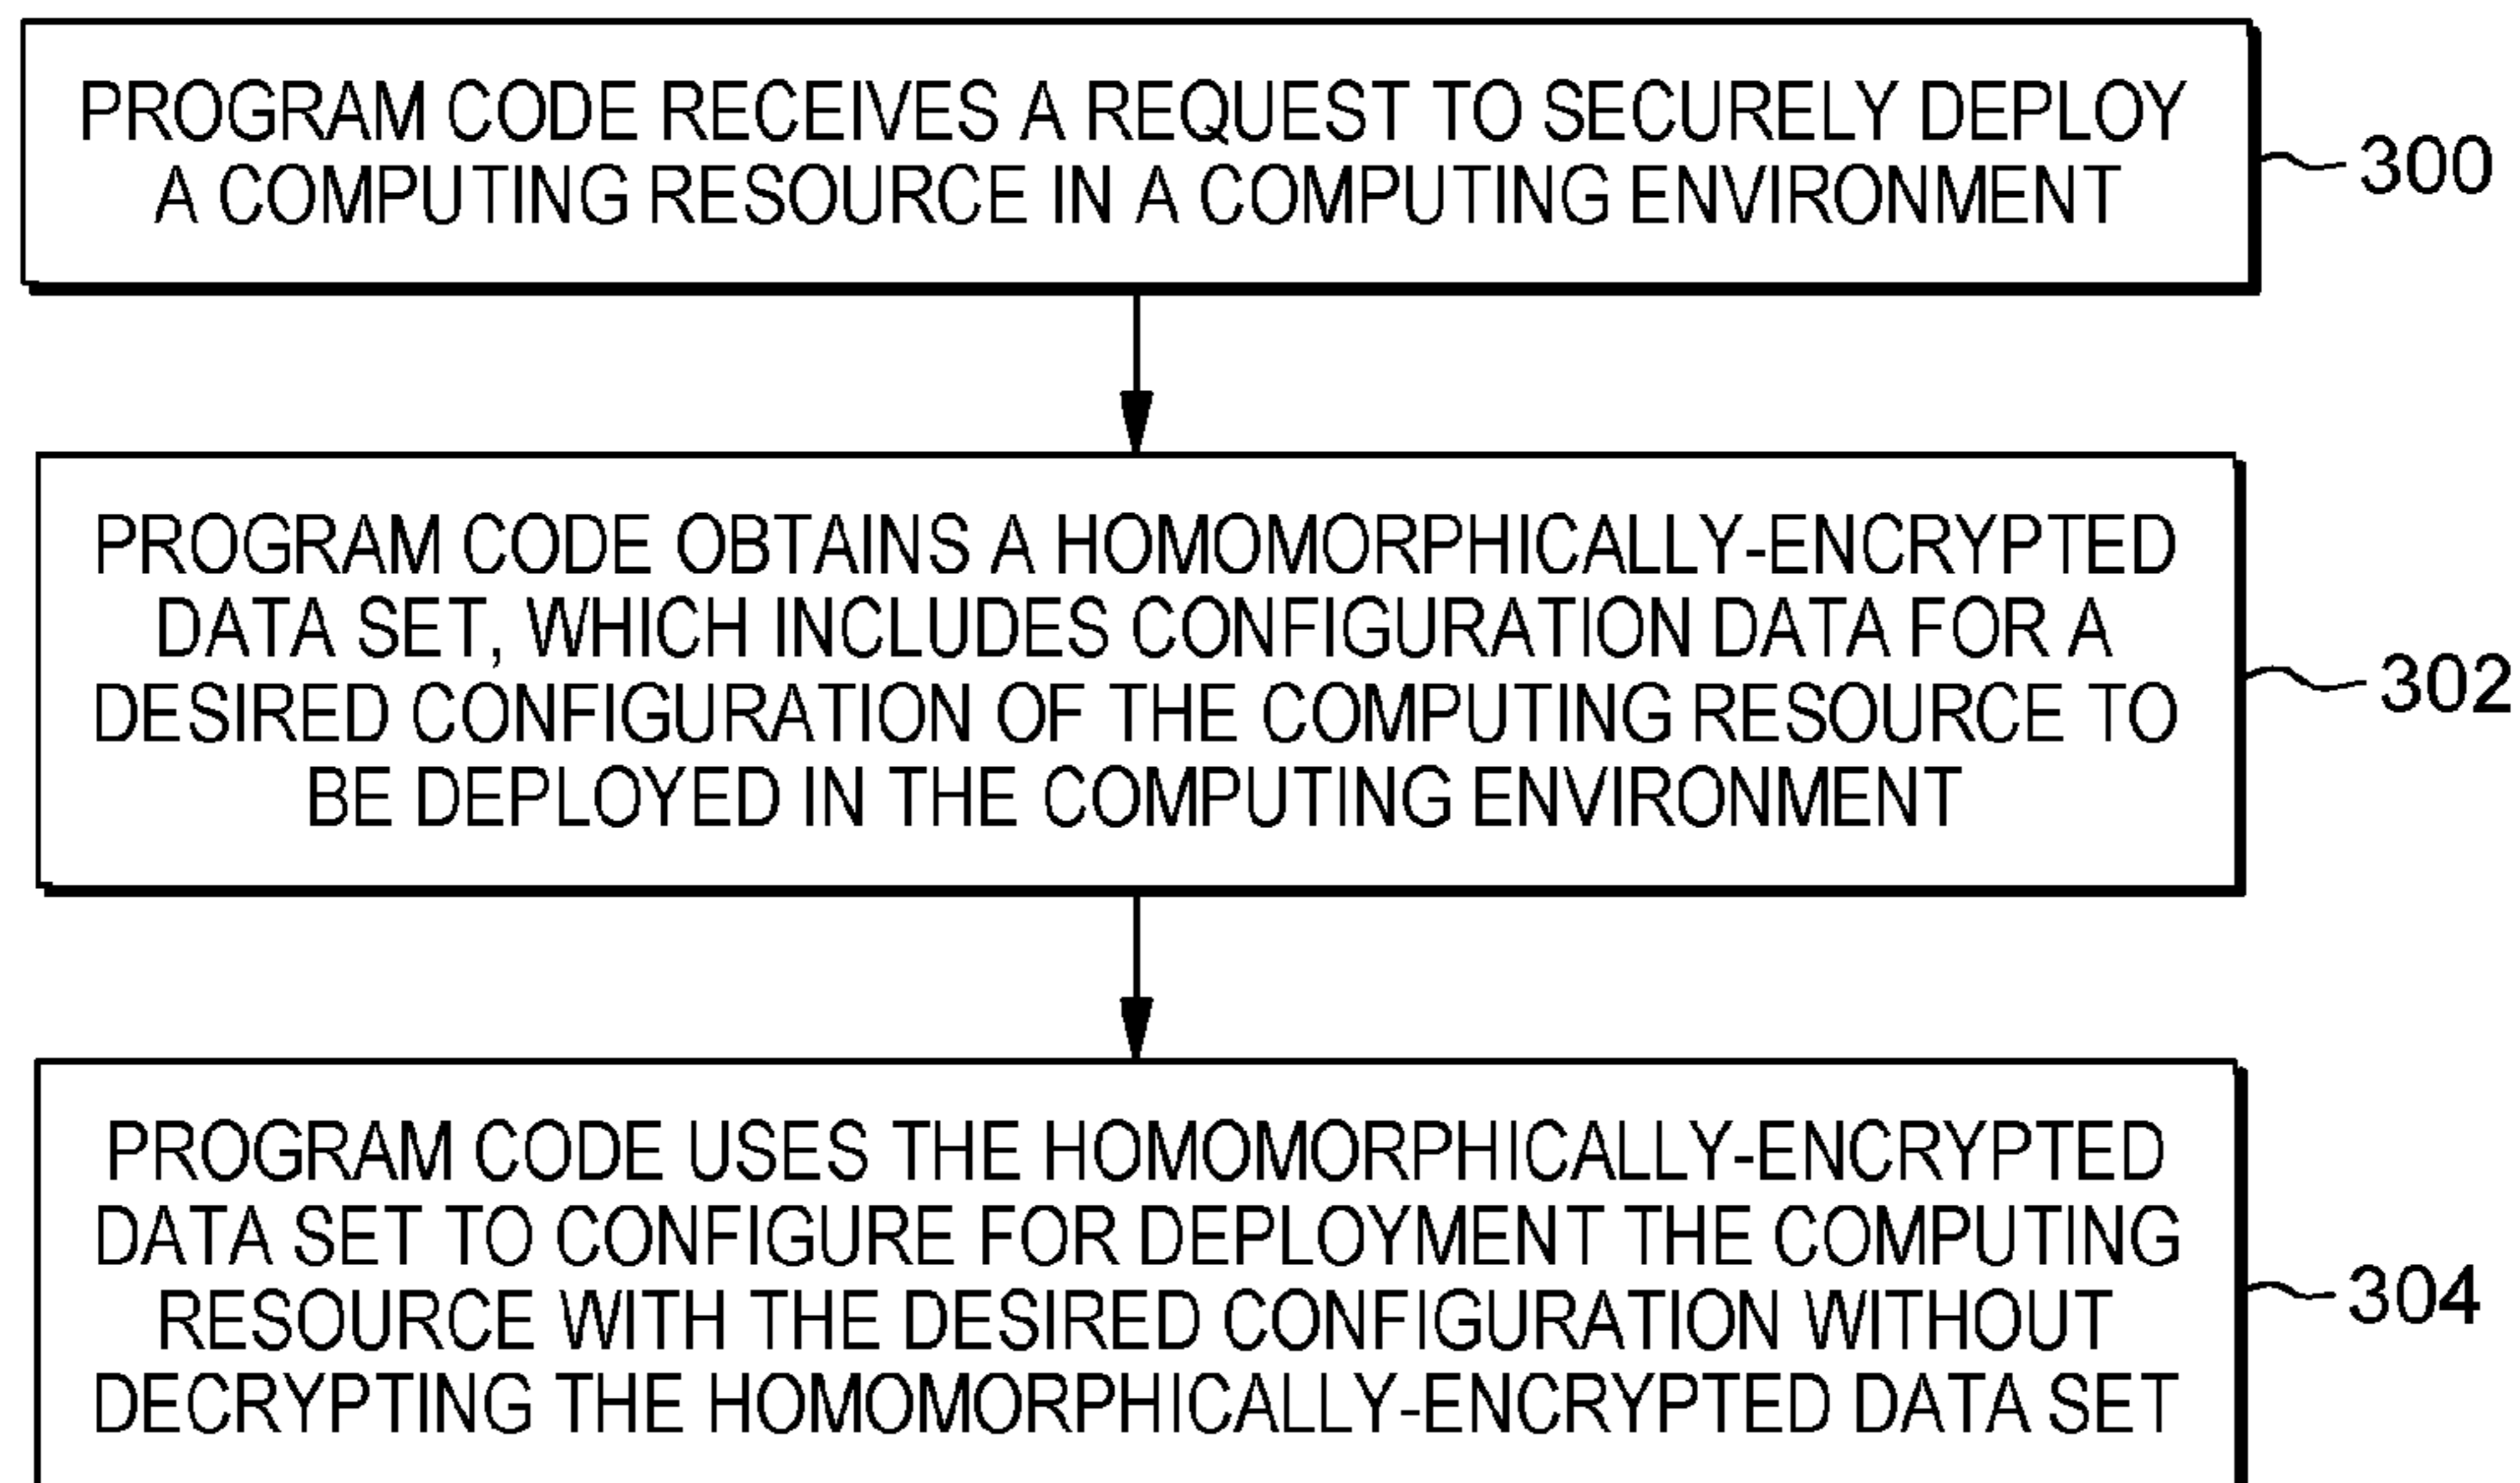 PROGRAM CODE RECEIVES A REQUEST TO SECURELY DEPLOY
A COMPUTING RESOURCE IN A COMPUTING ENVIRONMENT
300
PROGRAM CODE OBTAINS A HOMOMORPHICALLY-ENCRYPTED
DATA SET, WHICH INCLUDES CONFIGURATION DATA FOR A
DESIRED CONFIGURATION OF THE COMPUTING RESOURCE TO
BE DEPLOYED IN THE COMPUTING ENVIRONMENT
302
PROGRAM CODE USES THE HOMOMORPHICALLY-ENCRYPTED
DATA SET TO CONFIGURE FOR DEPLOYMENT THE COMPUTING
RESOURCE WITH THE DESIRED CONFIGURATION WITHOUT
DECRYPTING THE HOMOMORPHICALLY-ENCRYPTED DATA SET
304